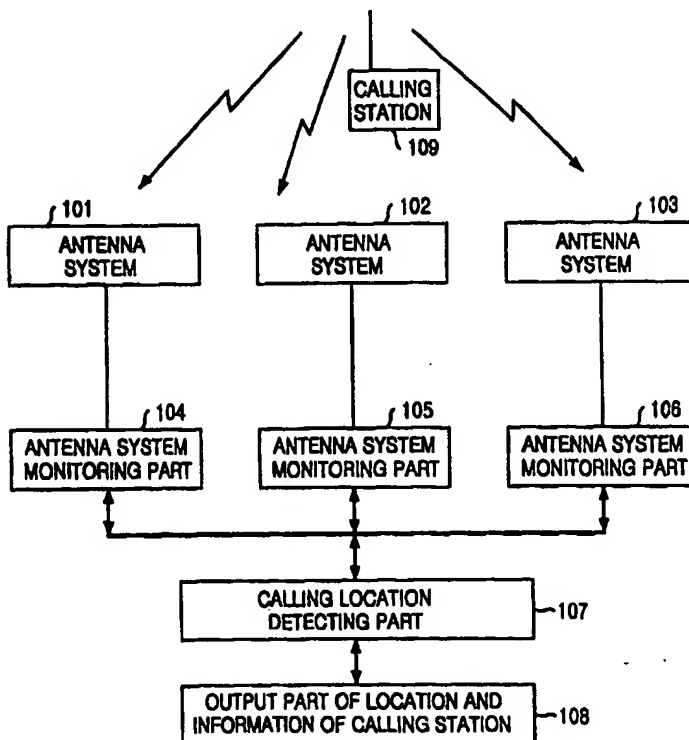 CALLING
STATION
109
101
ANTENNA
SYSTEM
102
ANTENNA
SYSTEM
103
ANTENNA
SYSTEM
104
ANTENNA SYSTEM
MONITORING PART
105
ANTENNA SYSTEM
MONITORING PART
106
ANTENNA SYSTEM
MONITORING PART
CALLING LOCATION
DETECTING PART
107
OUTPUT PART OF LOCATION AND
INFORMATION OF CALLING STATION
108